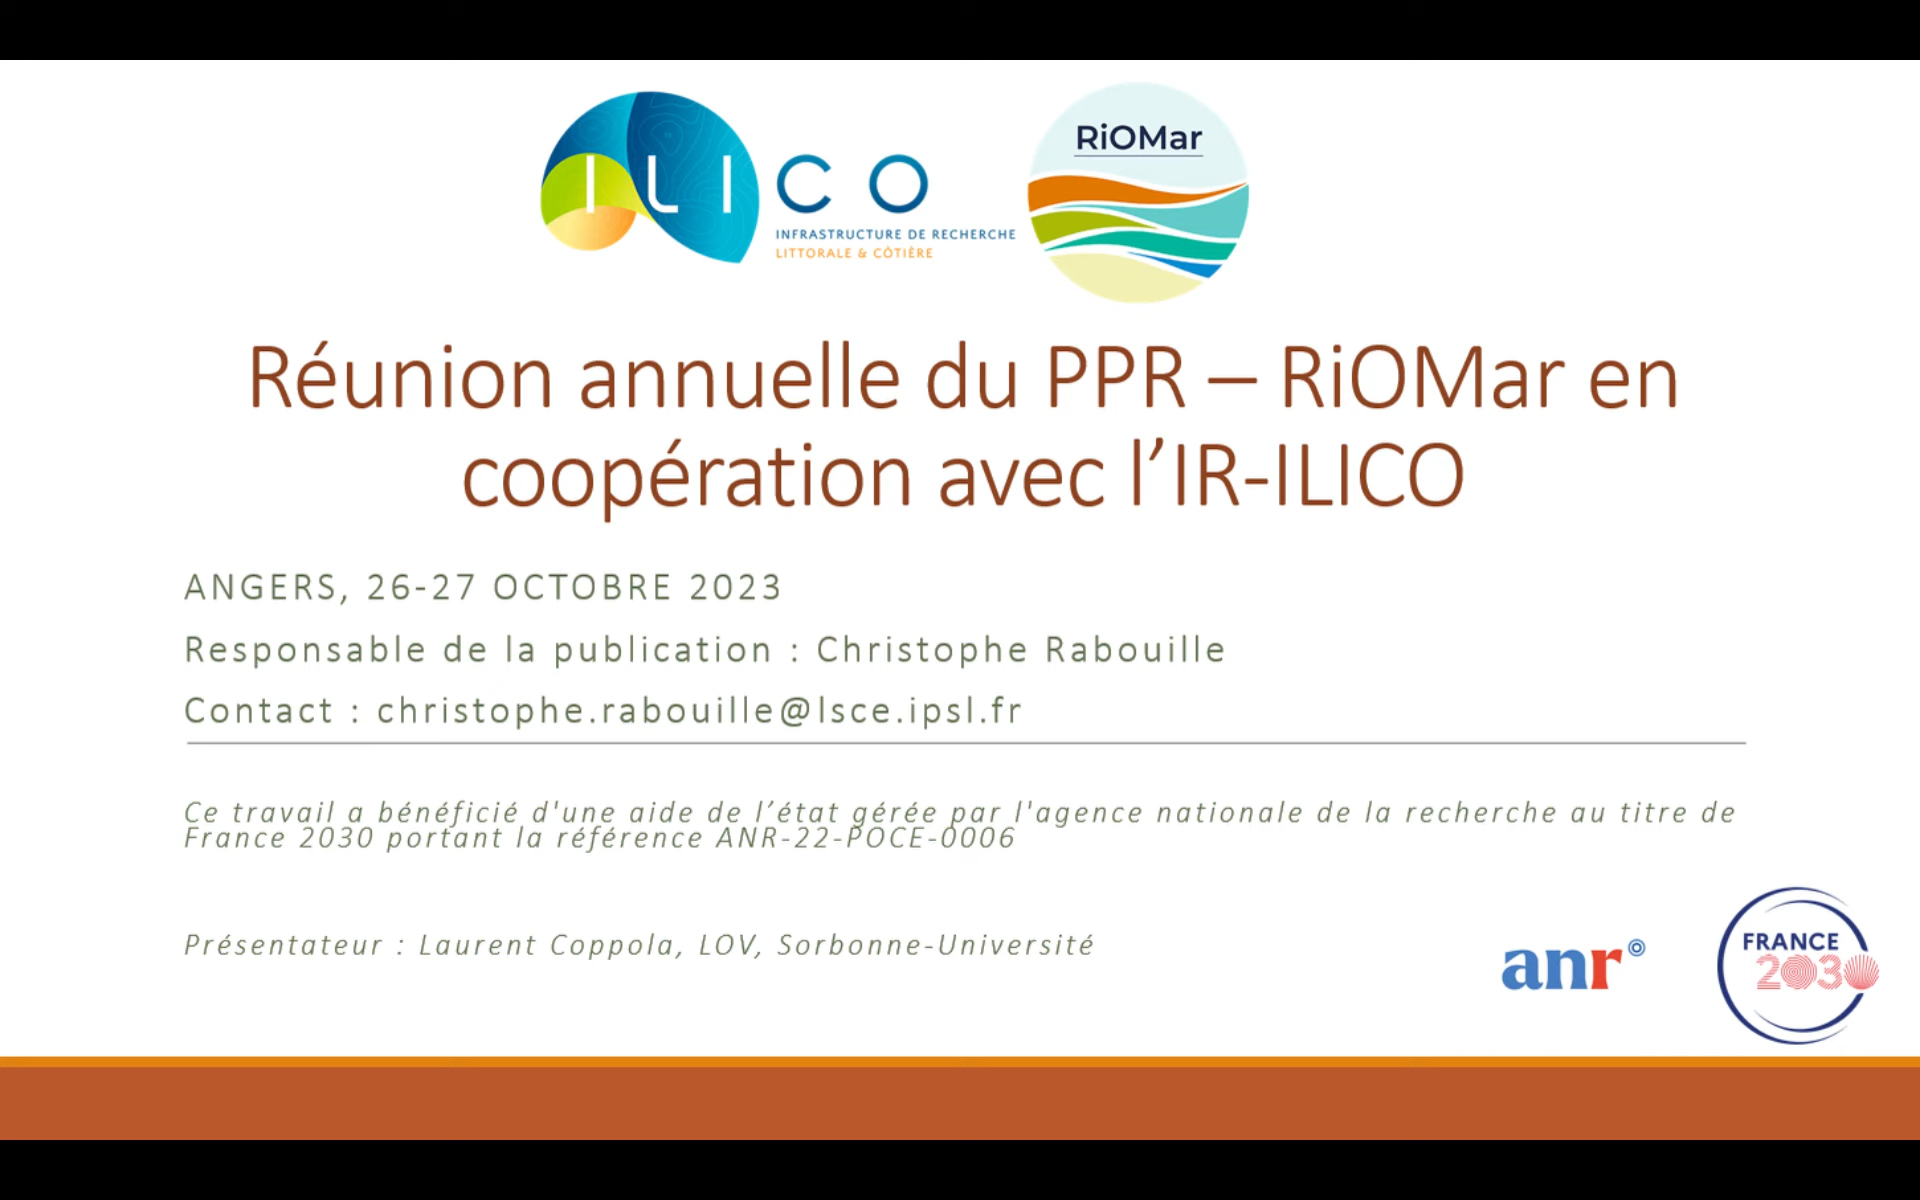 ILICO
INFRASTRUCTURE DE RECHERCHE
LITTORALE & CÔTIÈRE
RiOMar
Réunion annuelle du PPR – RiOMar en
coopération avec l’IR-ILICO
ANGERS, 26-27 OCTOBRE 2023
Responsable de la publication : Christophe Rabouille
Contact : christophe.rabouille@lsce.ipsl.fr
Ce travail a bénéficié d'une aide de l’état gérée par l'agence nationale de la recherche au titre de
France 2030 portant la référence ANR-22-POCE-0006
Présentateur : Laurent Coppola, LOV, Sorbonne-Université
anr
FRANCE
2030